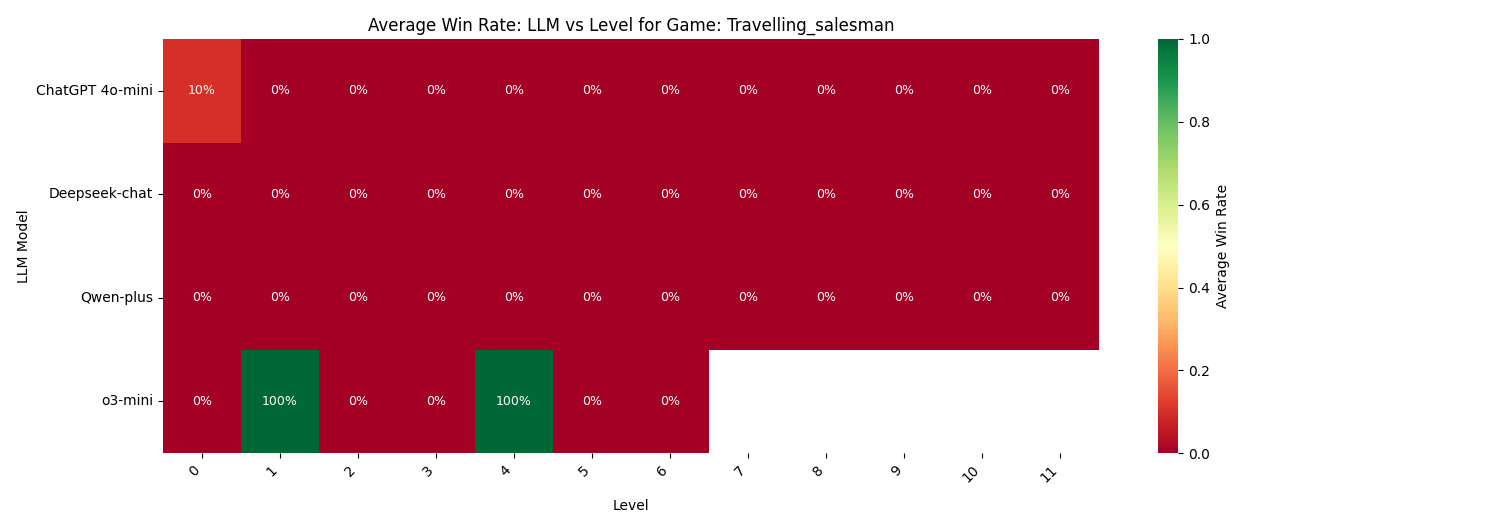 Average Win Rate: LLM vs Level for Game: Travelling_salesman
LLM Model
ChatGPT 4o-mini 10% 0% 0% 0% 0% 0% 0% 0% 0% 0% 0% 0%
Deepseek-chat 0% 0% 0% 0% 0% 0% 0% 0% 0% 0% 0% 0%
Qwen-plus 0% 0% 0% 0% 0% 0% 0% 0% 0% 0% 0% 0%
o3-mini 0% 100% 0% 0% 100% 0% 0%
0 1 2 3 4 5 6 7 8 9 10 11
Level
1.0
0.8
0.6
0.4
0.2
0.0
Average Win Rate